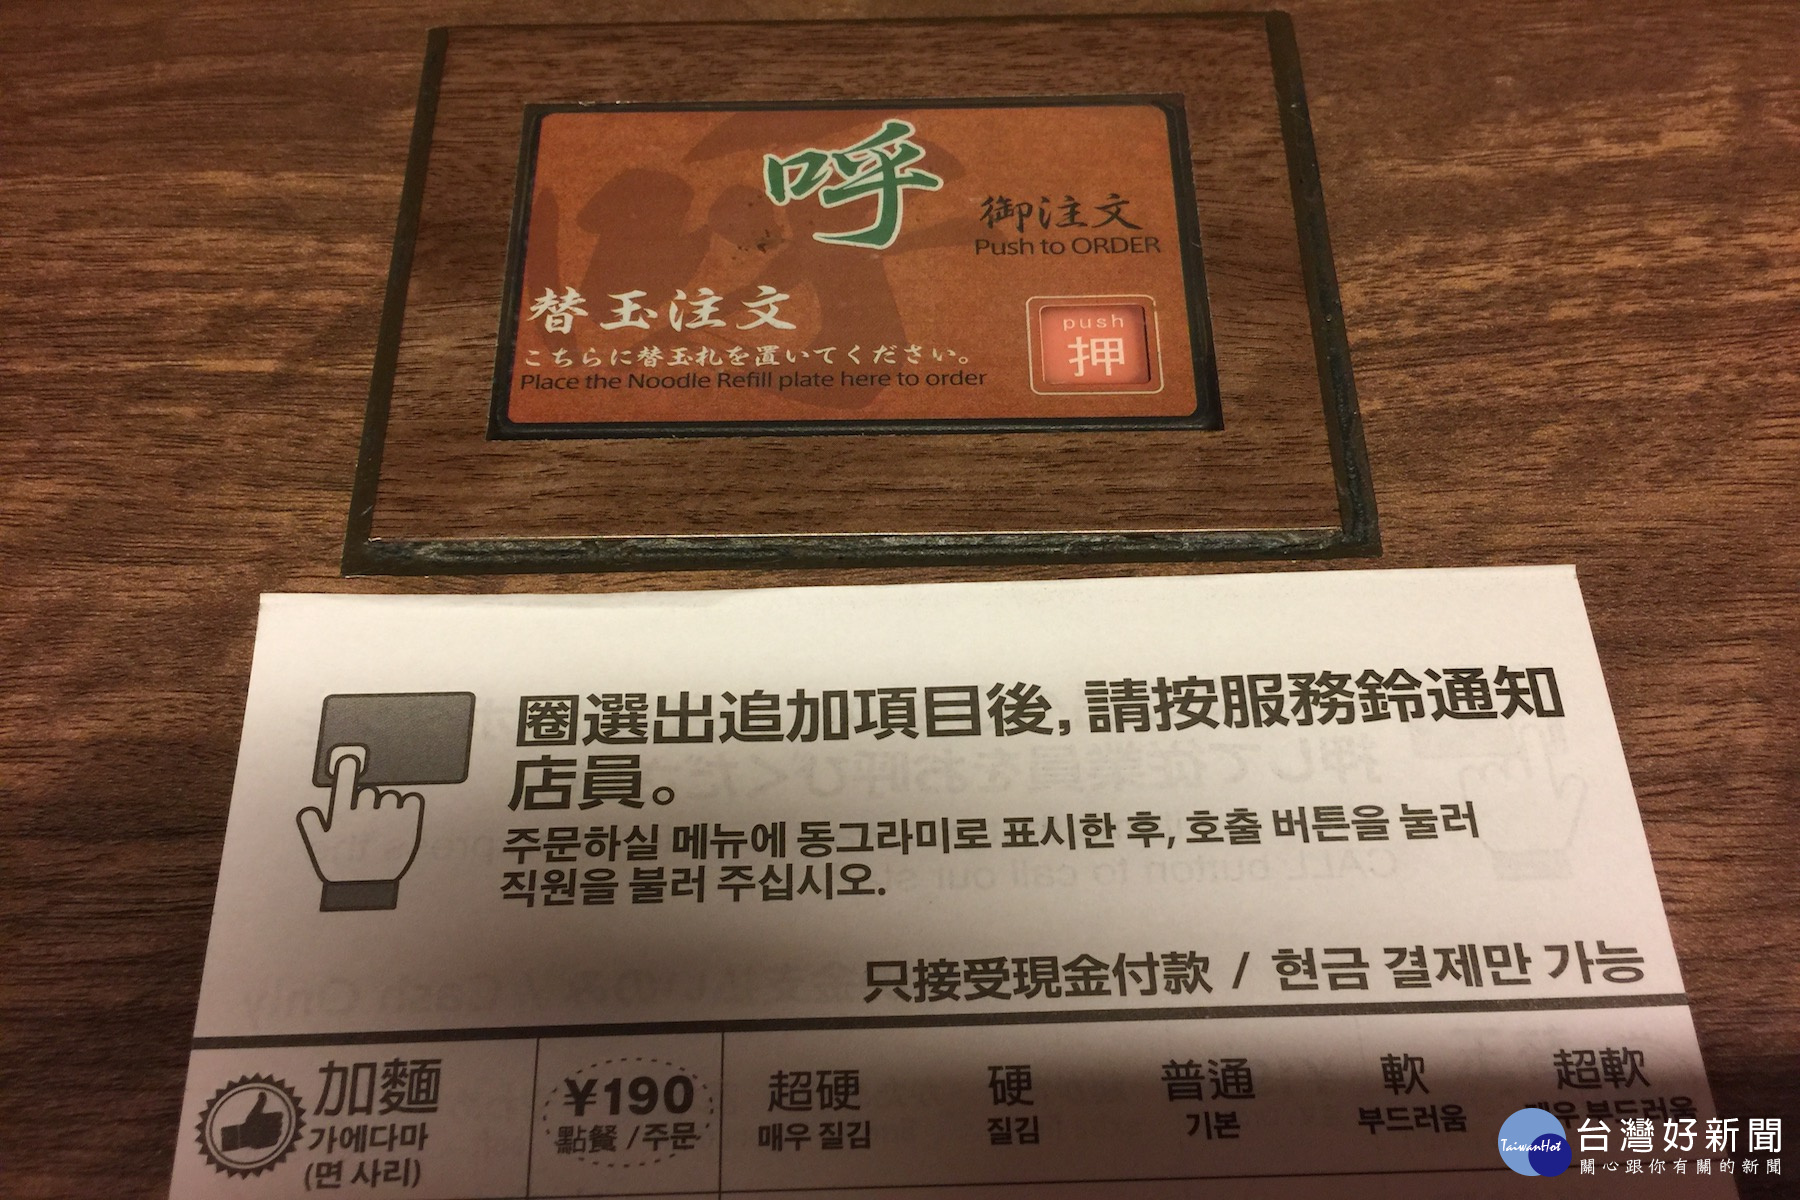 呼
御注文
Push to ORDER
替玉注文
こちらに替玉札を置いてください。
Place the Noodle Refill plate here to order
push
押
圈選出追加項目後，請按服務鈴通知
店員。
주문하실 메뉴에 동그라미로 표시한 후, 호출 버튼을 눌러
직원을 불러 주십시오.
只接受現金付款 / 현금 결제만 가능
加麵
가에다마
(면 사리)
¥190
點餐 / 주문
超硬
매우 질김
硬
질김
普通
기본
軟
부드러움
超軟
매우 부드러움
TaiwanHot
台灣好新聞
關心跟你有關的新聞